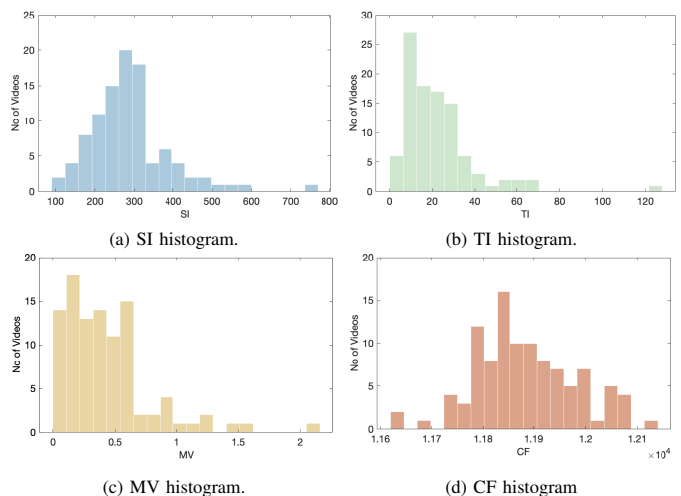 25
20
15
10
5
0
No of Videos
100 200 300 400 500 600 700 800
SI
(a) SI histogram.
30
25
20
15
10
5
0
No of Videos
0 20 40 60 80 100 120
TI
(b) TI histogram.
20
15
10
5
0
No of Videos
0 0.5 1 1.5 2
MV
(c) MV histogram.
20
15
10
5
0
No of Videos
1.16 1.17 1.18 1.19 1.2 1.21
×10⁴
CF
(d) CF histogram